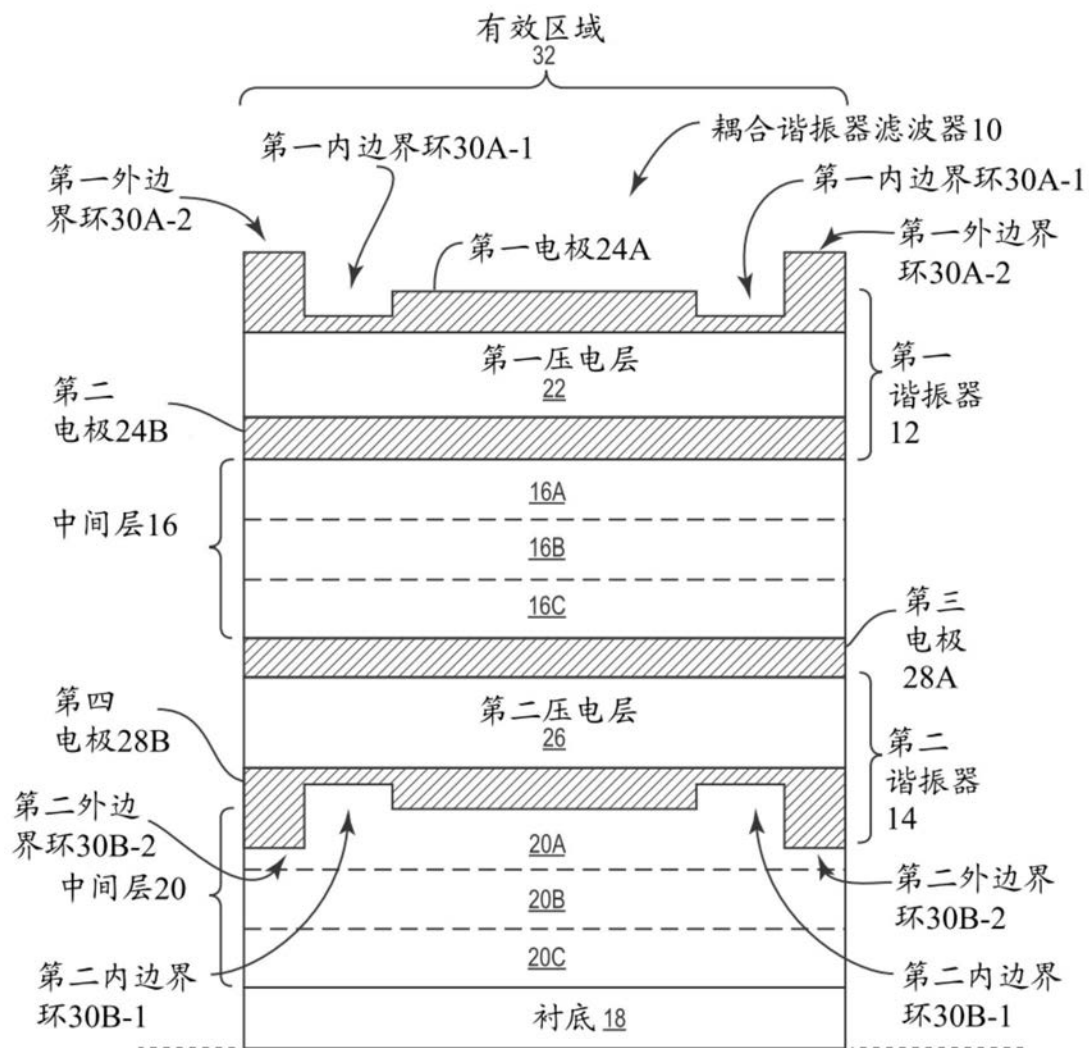 有效区域
32
耦合谐振器滤波器10
第一内边界环30A-1
第一内边界环30A-1
第一外边
界环30A-2
第一外边界
环30A-2
第一电极24A
第一压电层
22
第一
谐振器
12
第二
电极24B
中间层16
16A
16B
16C
第三
电极
28A
第二压电层
26
第四
电极28B
第二
谐振器
14
第二外边
界环30B-2
中间层20
20A
20B
20C
第二外边界
环30B-2
第二内边界
环30B-1
第二内边界
环30B-1
衬底 18